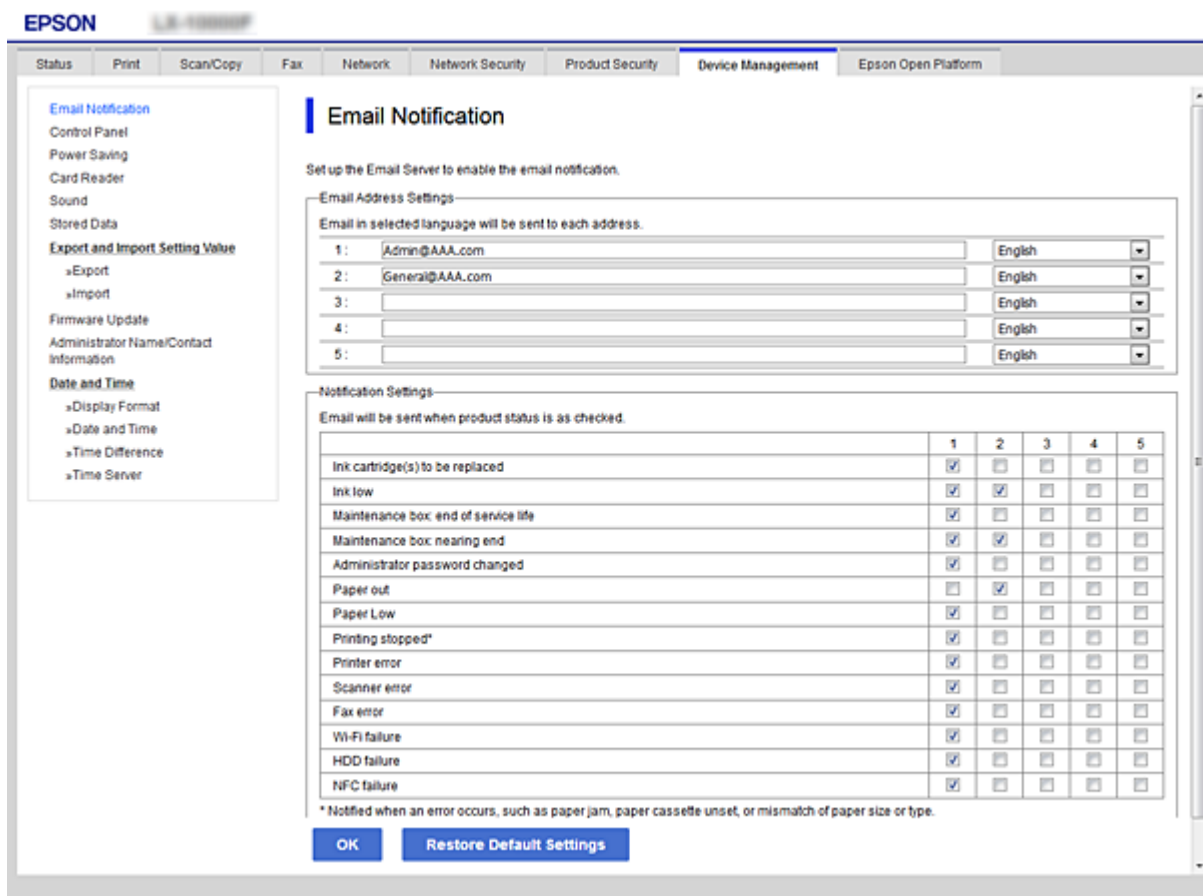 EPSON
Status Print Scan/Copy Fax Network Network Security Product Security Device Management Epson Open Platform
Email Notification
Control Panel
Power Saving
Card Reader
Sound
Stored Data
Export and Import Setting Value
»Export
»Import
Firmware Update
Administrator Name/Contact
Information
Date and Time
»Display Format
»Date and Time
»Time Difference
»Time Server
Email Notification
Set up the Email Server to enable the email notification.
Email Address Settings
Email in selected language will be sent to each address.
1 : Admin@AAA.com English
2 : General@AAA.com English
3 : English
4 : English
5 : English
Notification Settings
Email will be sent when product status is as checked.
1 2 3 4 5
Ink cartridge(s) to be replaced
Ink low
Maintenance box: end of service life
Maintenance box: nearing end
Administrator password changed
Paper out
Paper Low
Printing stopped*
Printer error
Scanner error
Fax error
Wi-Fi failure
HDD failure
NFC failure
* Notified when an error occurs, such as paper jam, paper cassette unset, or mismatch of paper size or type.
OK Restore Default Settings